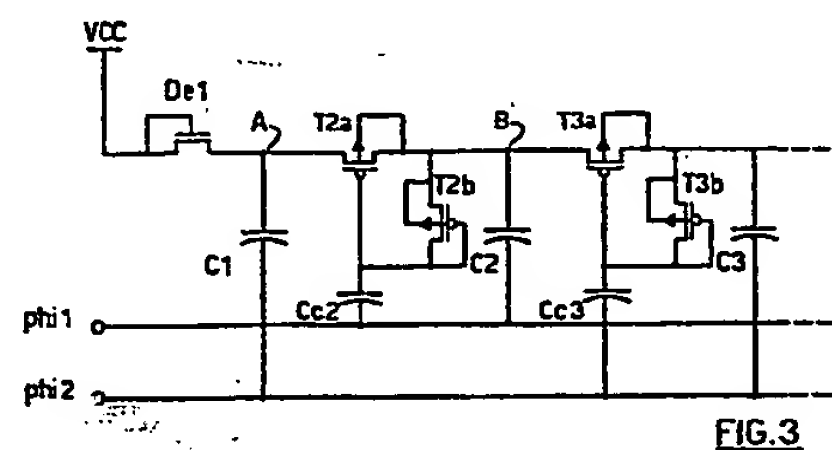 VCC
De1
A
T2a
B
T3a
T2b
T3b
C1
C2
C3
Cc2
Cc3
phi1
phi2
FIG.3